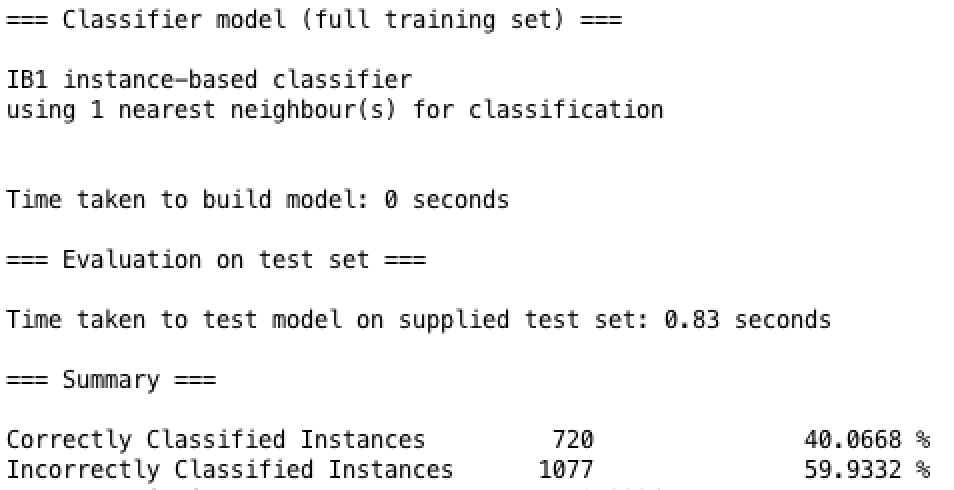 === Classifier model (full training set) ===
IB1 instance-based classifier
using 1 nearest neighbour(s) for classification
Time taken to build model: 0 seconds
=== Evaluation on test set ===
Time taken to test model on supplied test set: 0.83 seconds
=== Summary ===
Correctly Classified Instances 720 40.0668 %
Incorrectly Classified Instances 1077 59.9332 %